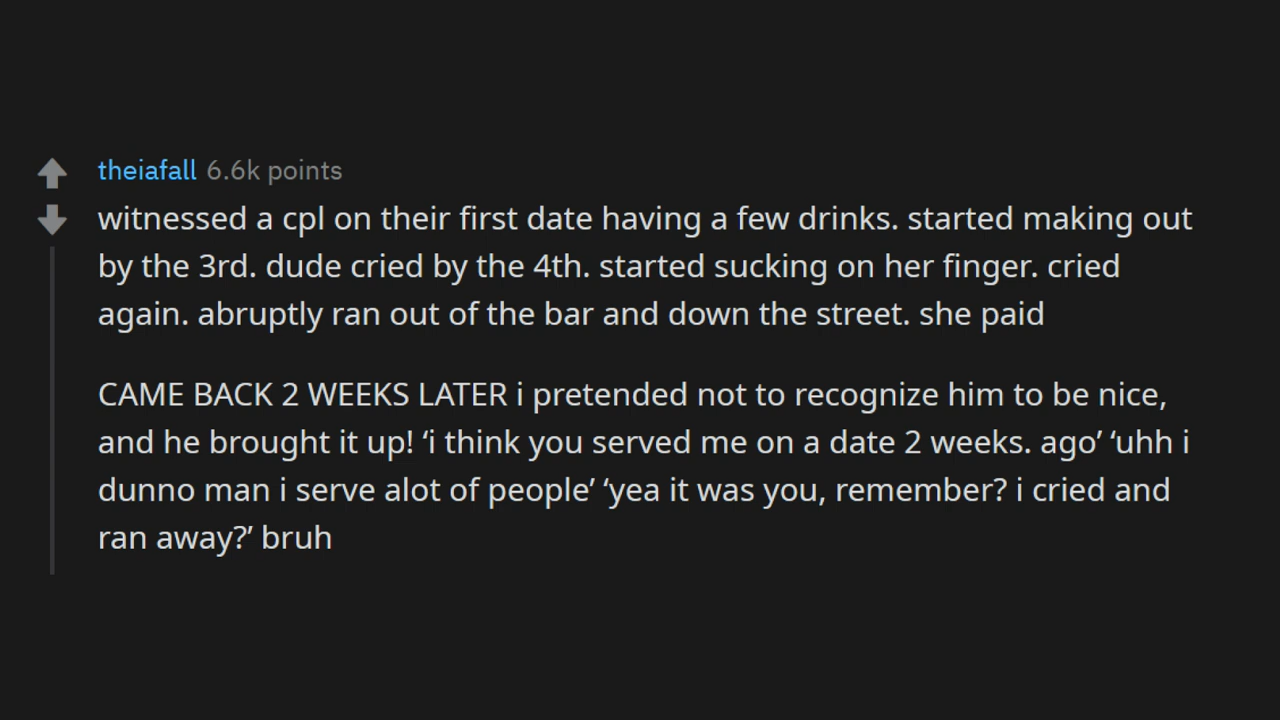 theiafall 6.6k points
witnessed a cpl on their first date having a few drinks. started making out
by the 3rd. dude cried by the 4th. started sucking on her finger. cried
again. abruptly ran out of the bar and down the street. she paid
CAME BACK 2 WEEKS LATER i pretended not to recognize him to be nice,
and he brought it up! ‘i think you served me on a date 2 weeks. ago’ ‘uhh i
dunno man i serve alot of people’ ‘yea it was you, remember? i cried and
ran away?’ bruh